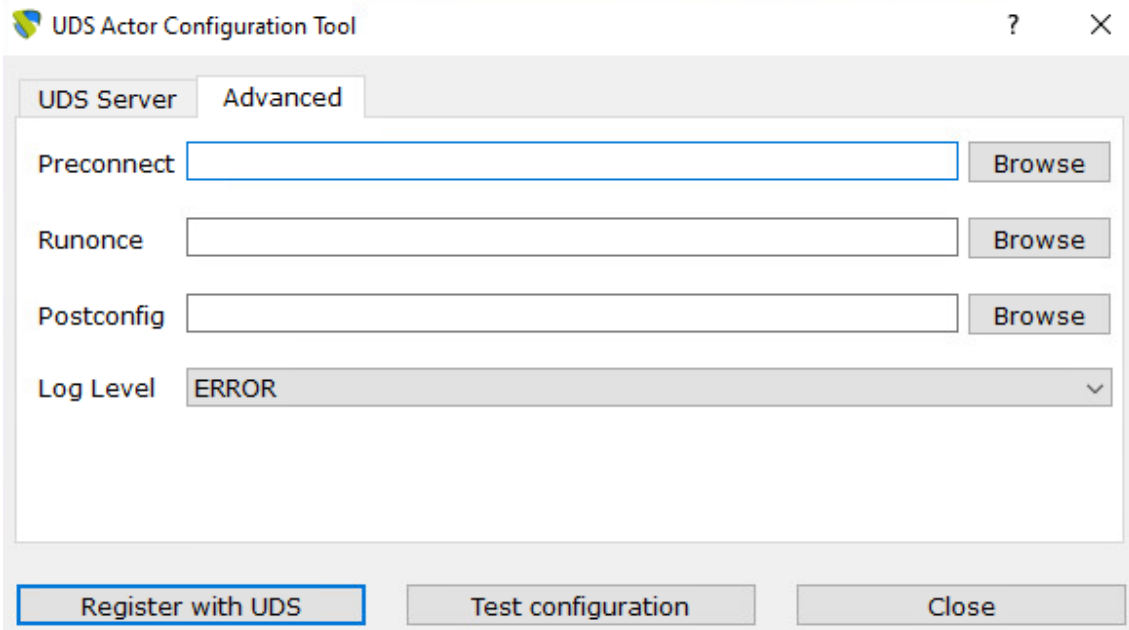 UDS Actor Configuration Tool ?
UDS Server Advanced
Preconnect Browse
Runonce Browse
Postconfig Browse
Log Level ERROR
Register with UDS Test configuration Close